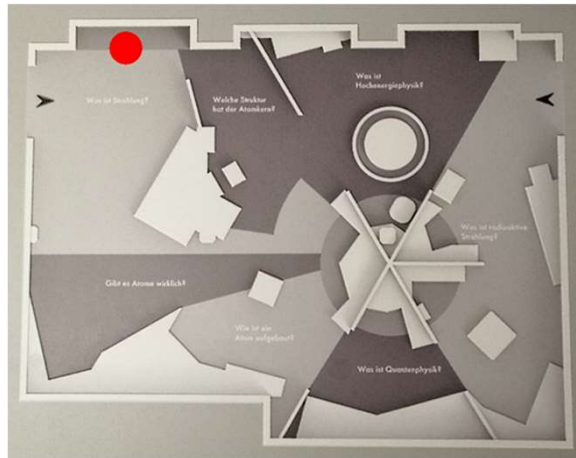 Was ist Strahlung?
Welche Struktur
hat der Atomkern?
Was ist
Hochenergiephysik?
Was ist radioaktive
Strahlung?
Gibt es Atome wirklich?
Wie ist ein
Atom aufgebaut?
Was ist Quantenphysik?